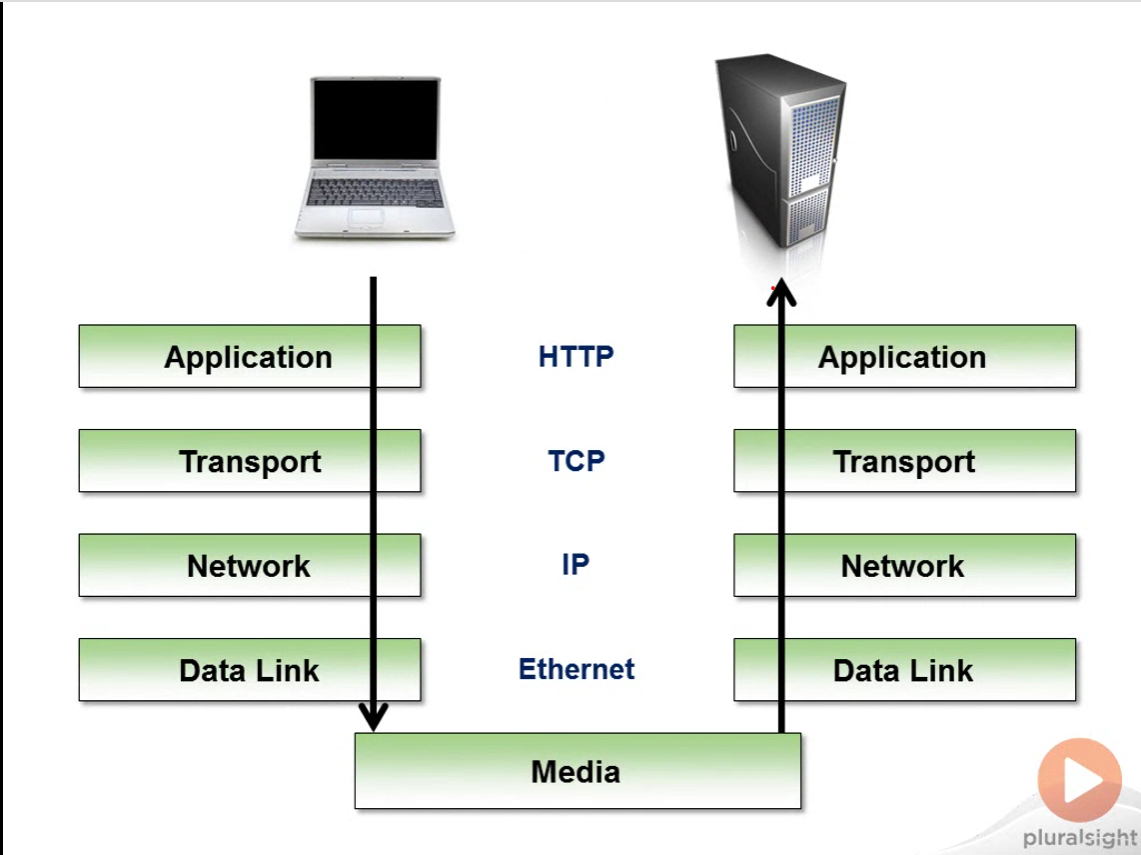 Application HTTP Application
Transport TCP Transport
Network IP Network
Data Link Ethernet Data Link
Media
pluralsight